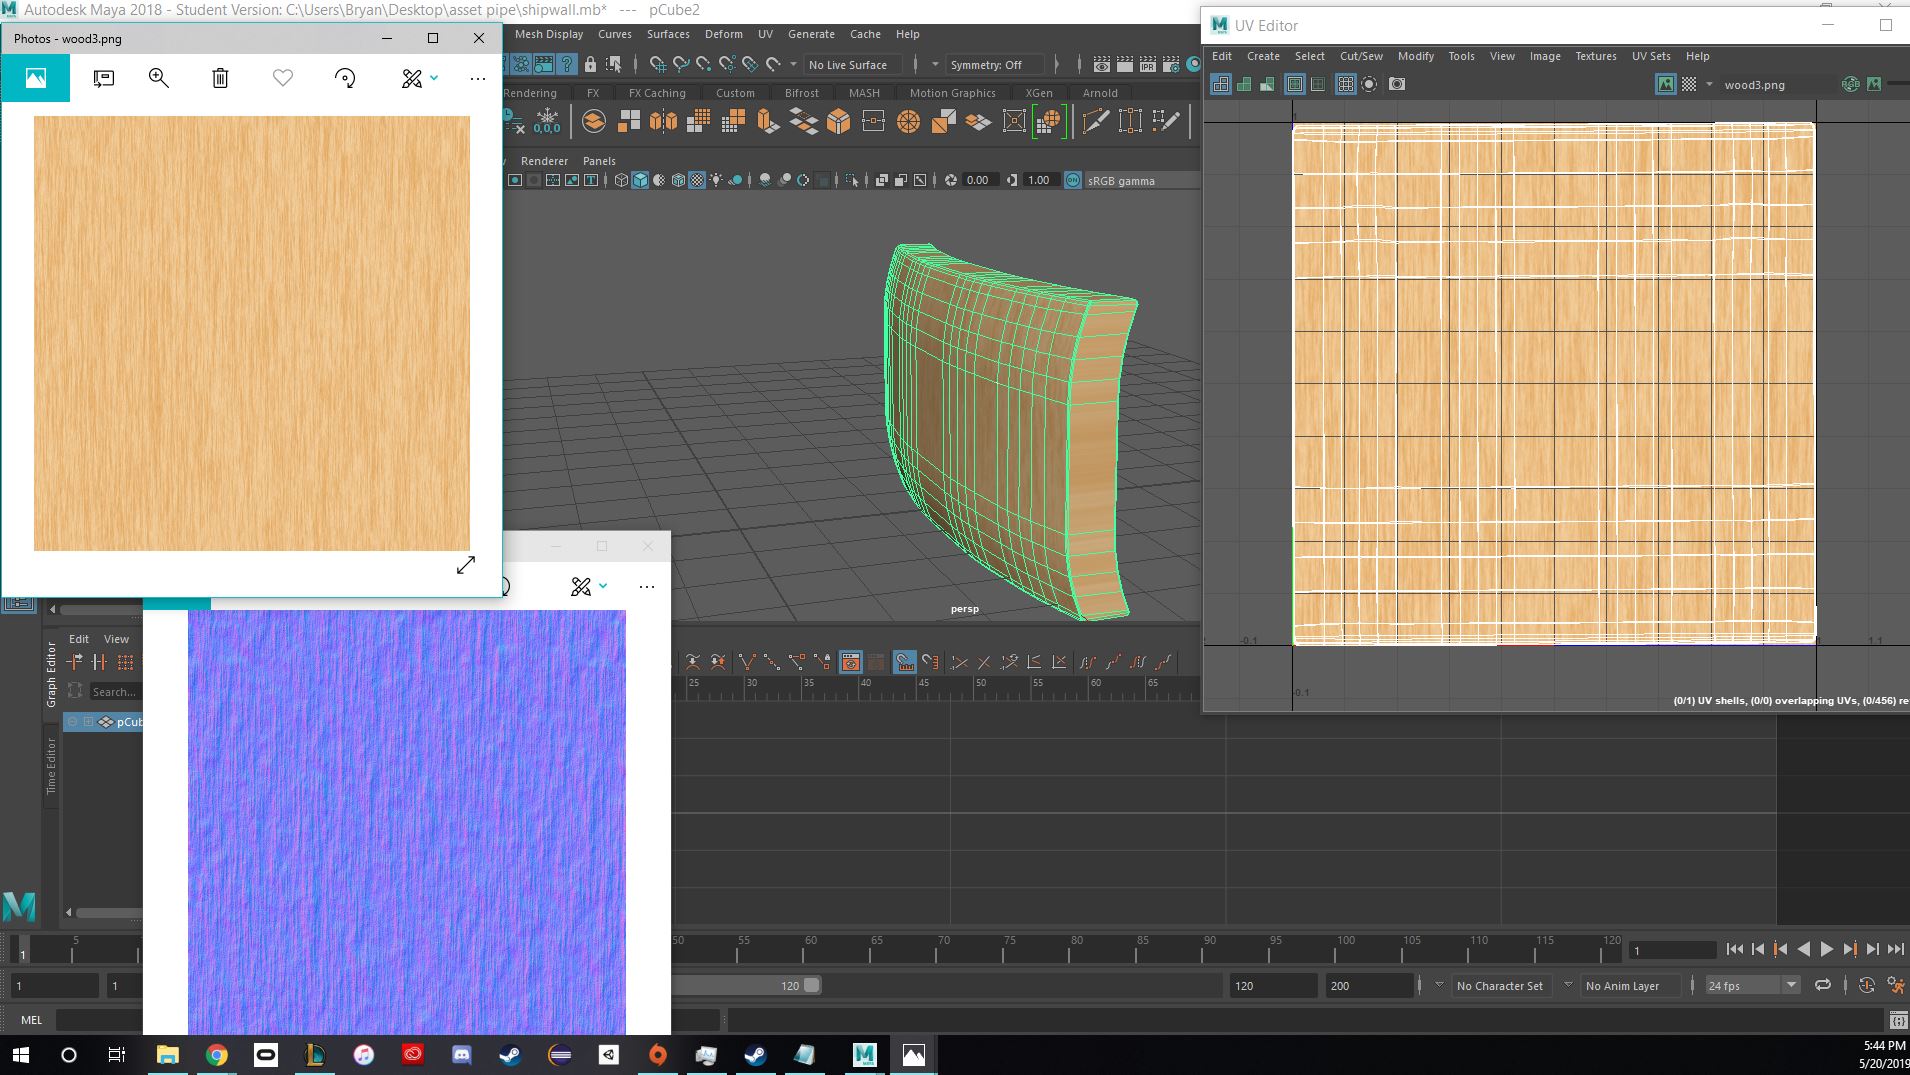 Autodesk Maya 2018 - Student Version: C:\Users\Bryan\Desktop\asset pipe\shipwall.mb* --- pCube2
Photos - wood3.png
Mesh Display Curves Surfaces Deform UV Generate Cache Help
No Live Surface Symmetry: Off
Rendering FX FX Caching Custom Bifrost MASH Motion Graphics XGen Arnold
0,0,0
Renderer Panels
0.00 1.00 ON sRGB gamma
persp
UV Editor
Edit Create Select Cut/Sew Modify Tools View Image Textures UV Sets Help
wood3.png
1
-0.1 1.1
-0.1
(0/1) UV shells, (0/0) overlapping UVs, (0/456) re
Edit View
Graph Editor
Search...
pCub
Time Editor
25 30 35 40 45 50 55 60 65
1 5 50 55 60 65 70 75 80 85 90 95 100 105 110 115 120 1
1 1 120 120 200 No Character Set No Anim Layer 24 fps
MEL
5:44 PM
5/20/2019